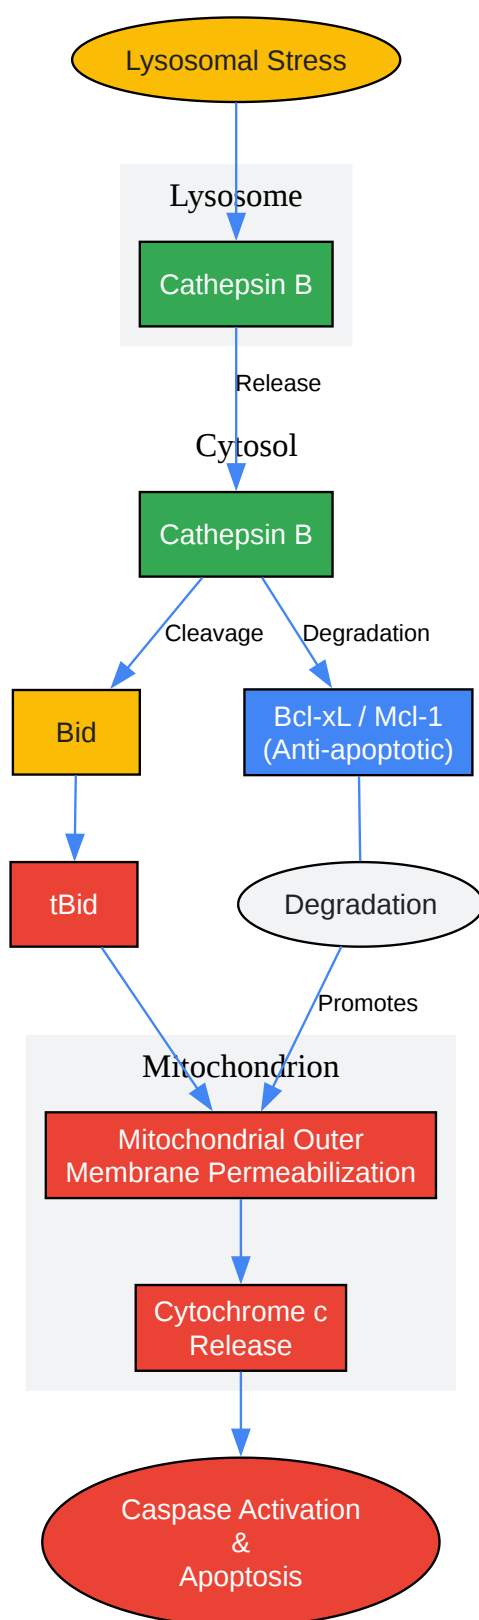 Lysosomal Stress
Lysosome
Cathepsin B
Release
Cytosol
Cathepsin B
Cleavage
Degradation
Bid
Bcl-xL / Mcl-1
(Anti-apoptotic)
tBid
Degradation
Promotes
Mitochondrion
Mitochondrial Outer
Membrane Permeabilization
Cytochrome c
Release
Caspase Activation
&
Apoptosis